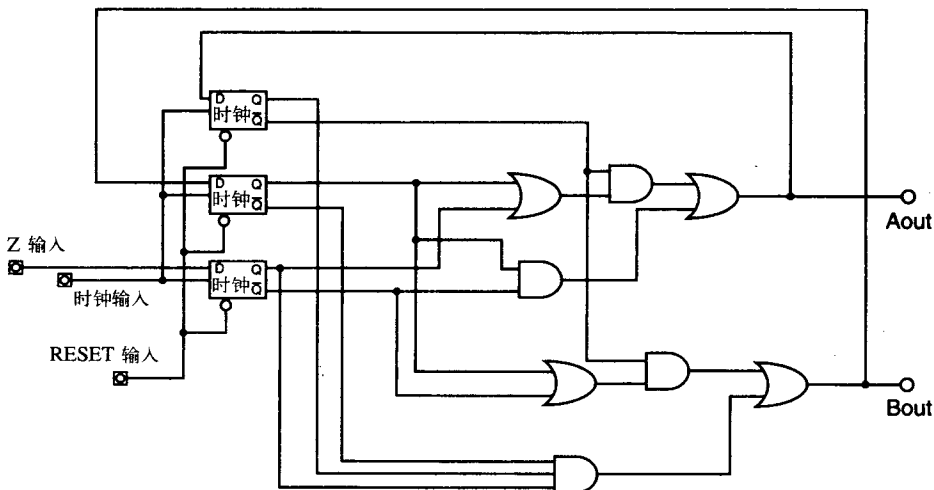 D Q
时钟 Q̅
D Q
时钟 Q̅
Aout
Z 输入
D Q
时钟 Q̅
时钟输入
RESET 输入
Bout